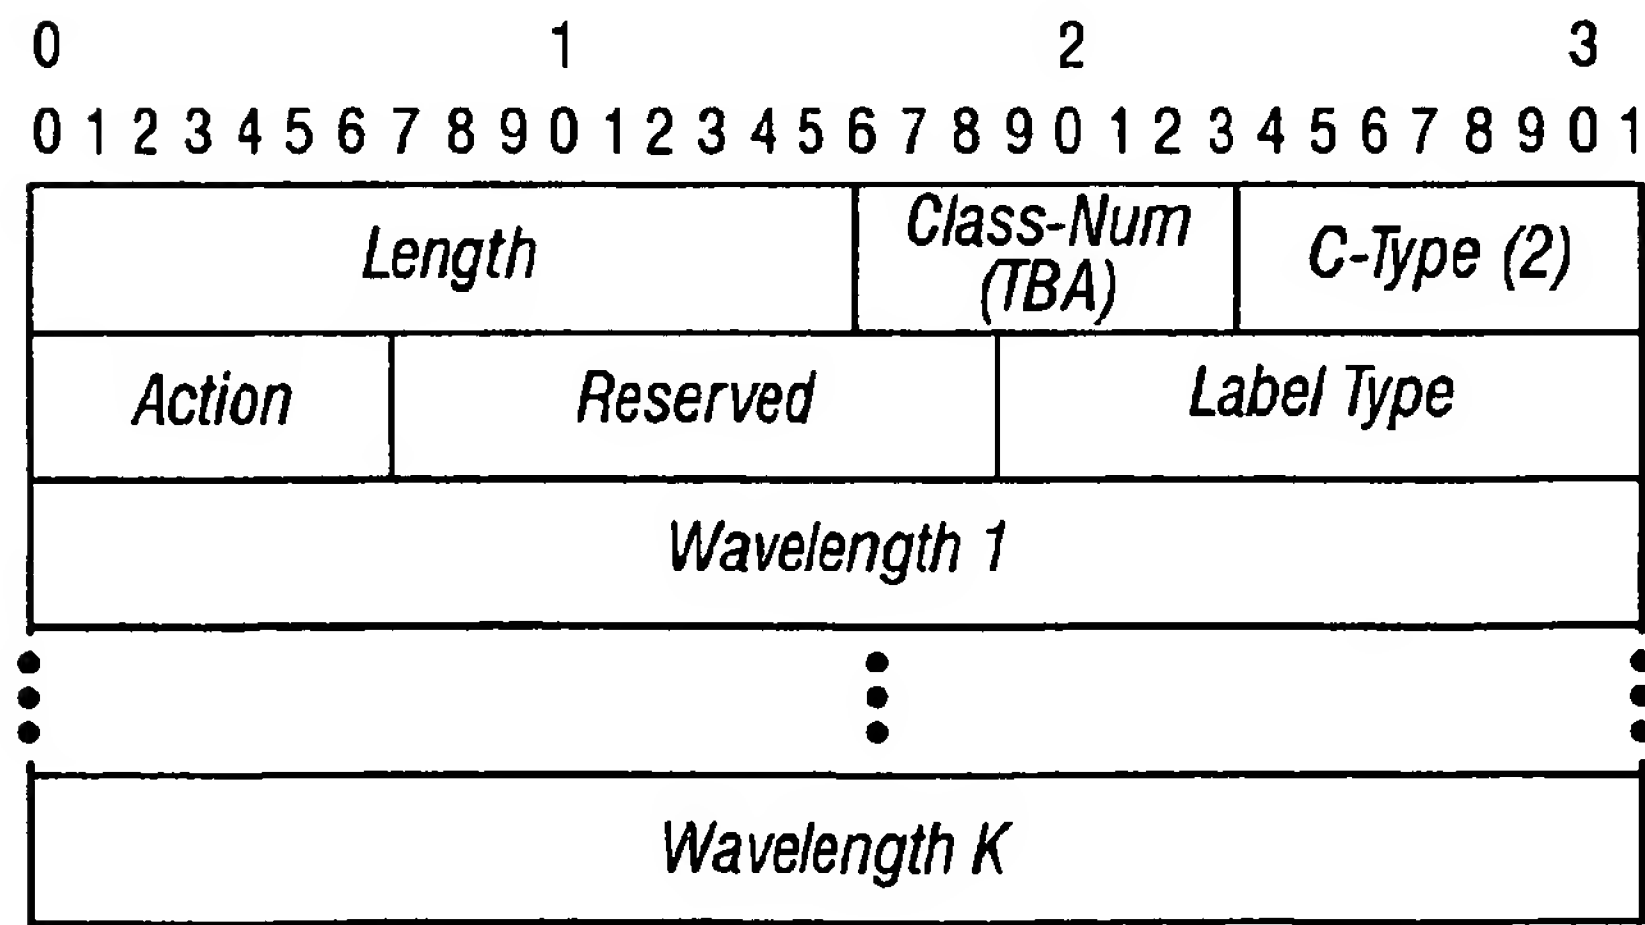 0 1 2 3
0 1 2 3 4 5 6 7 8 9 0 1 2 3 4 5 6 7 8 9 0 1 2 3 4 5 6 7 8 9 0 1
Length
Class-Num
(TBA)
C-Type (2)
Action
Reserved
Label Type
Wavelength 1
Wavelength K